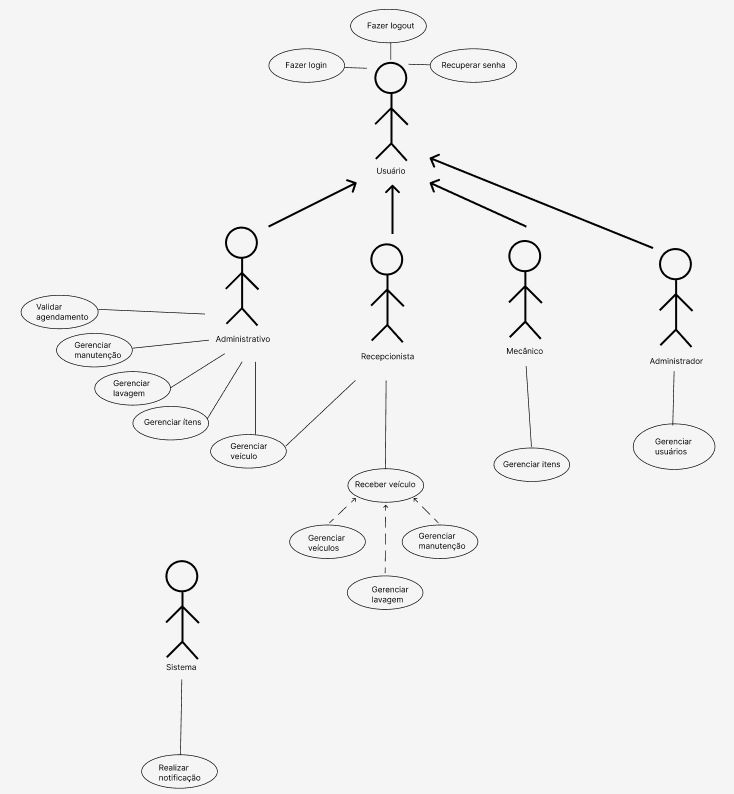 Fazer logout
Fazer login
Recuperar senha
Usuário
Validar
agendamento
Administrativo
Gerenciar
manutenção
Recepcionista
Mecânico
Administrador
Gerenciar
lavagem
Gerenciar ítens
Gerenciar
veículo
Gerenciar
usuários
Gerenciar itens
Receber veículo
Gerenciar
veículos
Gerenciar
manutenção
Gerenciar
lavagem
Sistema
Realizar
notificação